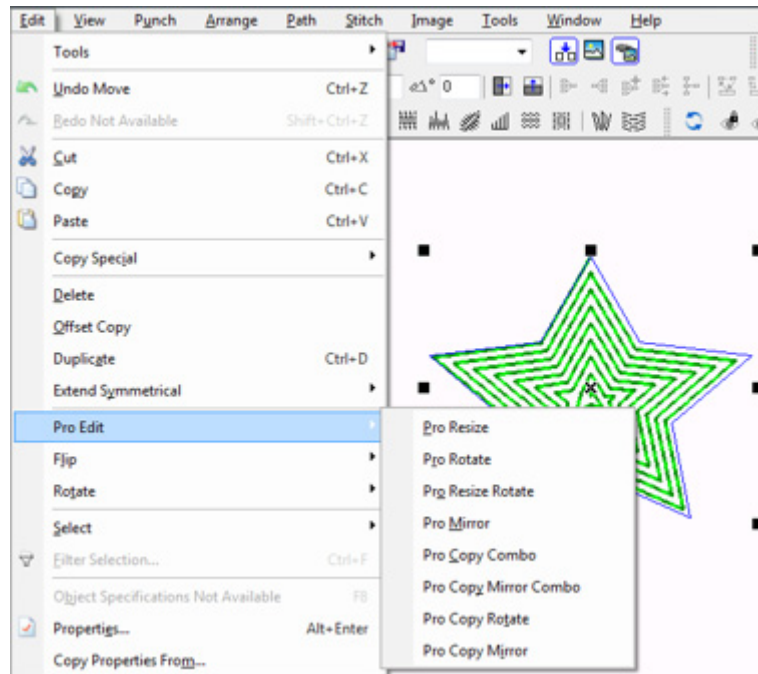 Edit View Punch Arrange Path Stitch Image Tools Window Help
Tools
0
Undo Move Ctrl+Z
Redo Not Available Shift+Ctrl+Z
Cut Ctrl+X
Copy Ctrl+C
Paste Ctrl+V
Copy Special
Delete
Offset Copy
Duplicate Ctrl+D
Extend Symmetrical
Pro Edit
Flip
Rotate
Select
Filter Selection... Ctrl+F
Object Specifications Not Available F8
Properties... Alt+Enter
Copy Properties From...
Pro Resize
Pro Rotate
Pro Resize Rotate
Pro Mirror
Pro Copy Combo
Pro Copy Mirror Combo
Pro Copy Rotate
Pro Copy Mirror